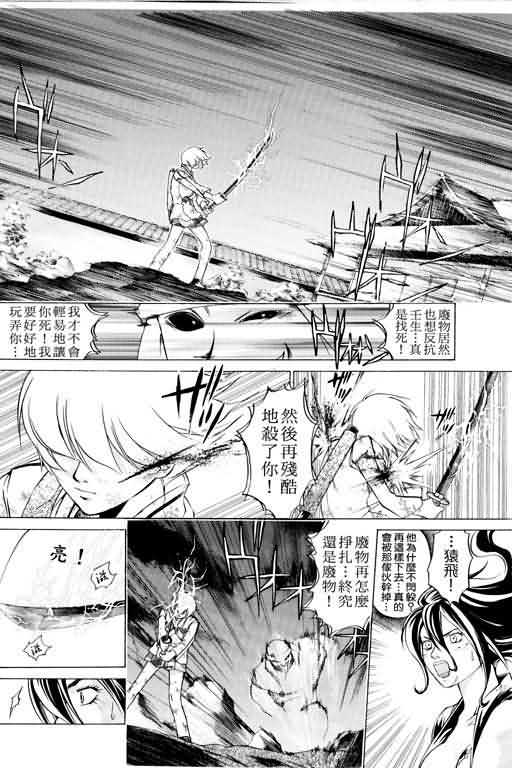 廢物居然
也想反抗
壬生…真
是找死！
我才不會
輕易地讓
你死！我
要好好地
玩弄你…
然後再殘酷
地殺了你！
…猿飛！
他為什麼不閃躲？
再這樣下去…真的
會被那傢伙幹掉…
廢物再怎麼
掙扎…終究
還是廢物！
亮！
滋
滋